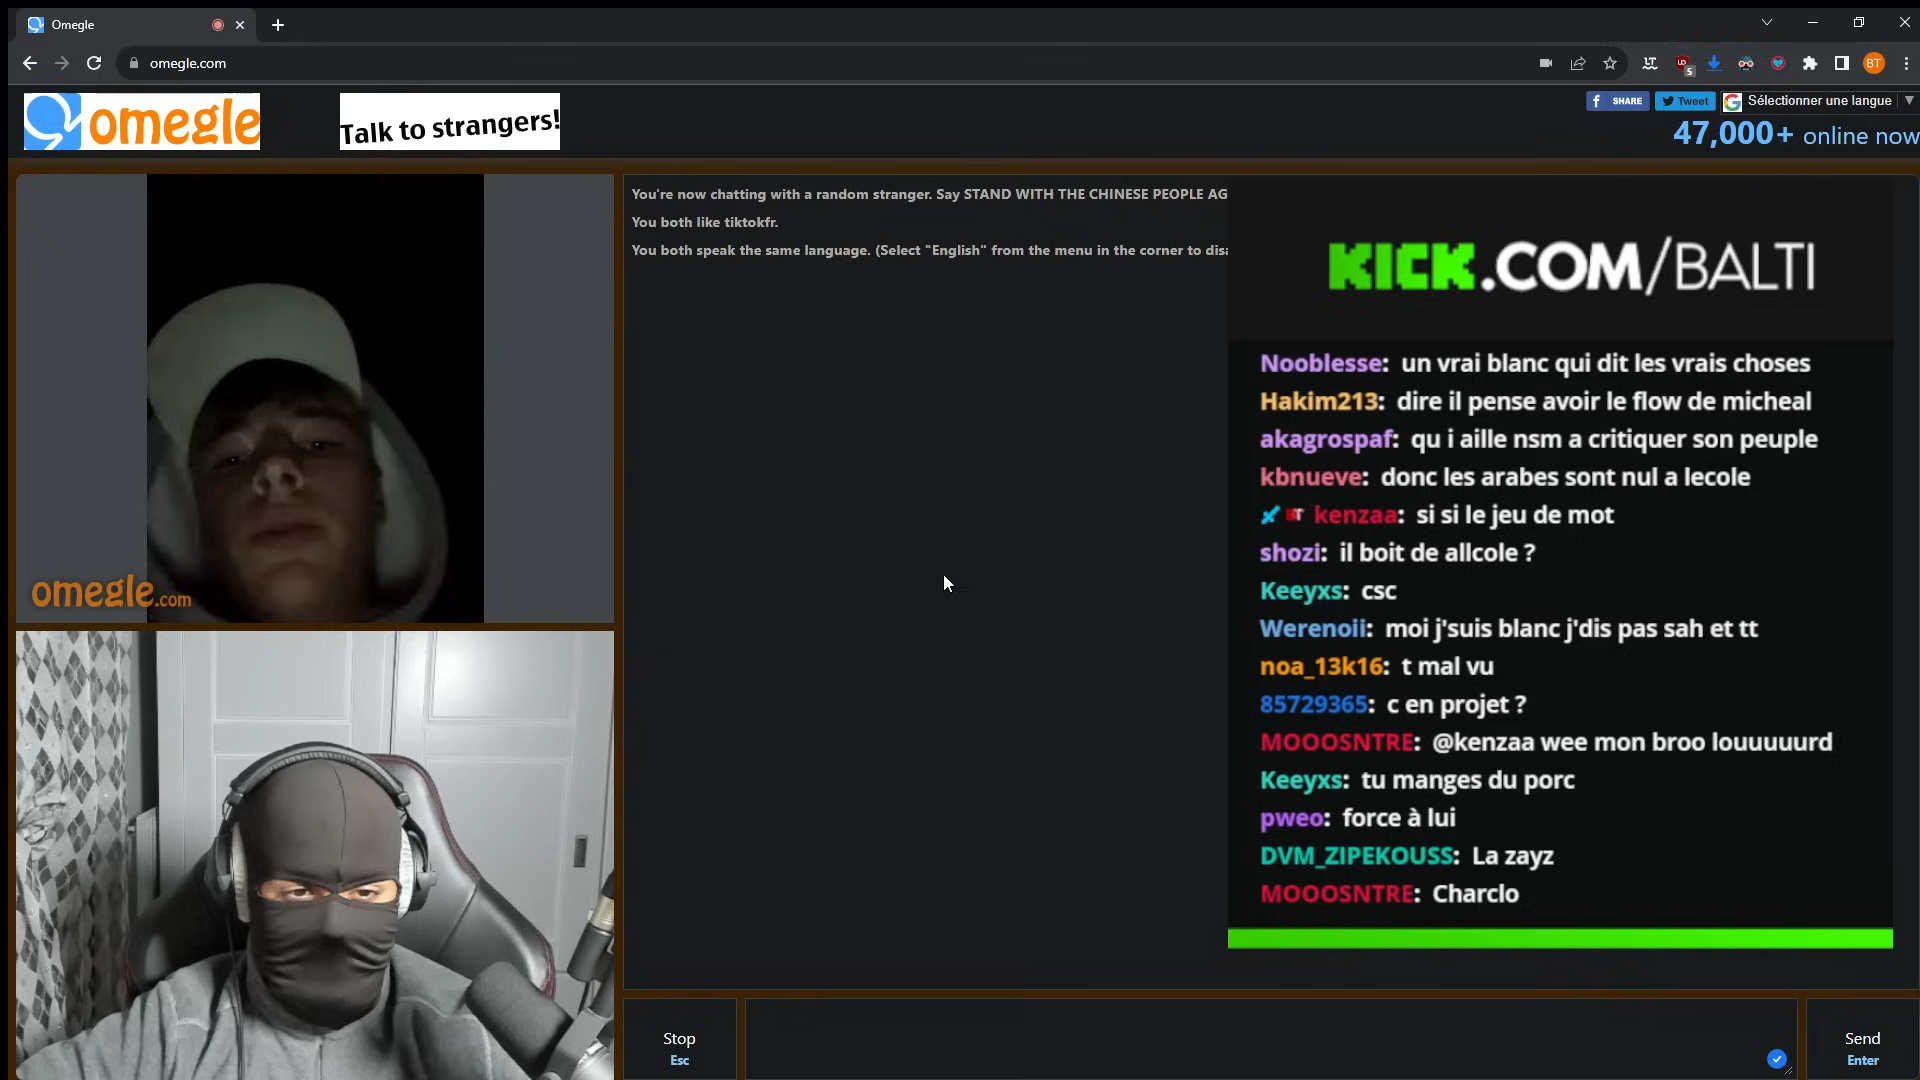 Omegle
omegle.com
BT
5
omegle
Talk to strangers!
SHARE
Tweet
Sélectionner une langue
47,000+ online now
You're now chatting with a random stranger. Say STAND WITH THE CHINESE PEOPLE AG
You both like tiktokfr.
You both speak the same language. (Select "English" from the menu in the corner to disa
KICK.COM/BALTI
Nooblesse: un vrai blanc qui dit les vrais choses
Hakim213: dire il pense avoir le flow de micheal
akagrospaf: qu i aille nsm a critiquer son peuple
kbnueve: donc les arabes sont nul a lecole
kenzaa: si si le jeu de mot
shozi: il boit de allcole ?
Keeyxs: csc
Werenoii: moi j'suis blanc j'dis pas sah et tt
noa_13k16: t mal vu
85729365: c en projet ?
MOOOSNTRE: @kenzaa wee mon broo louuuuurd
Keeyxs: tu manges du porc
pweo: force à lui
DVM_ZIPEKOUSS: La zayz
MOOOSNTRE: Charclo
omegle.com
Stop
Esc
Send
Enter